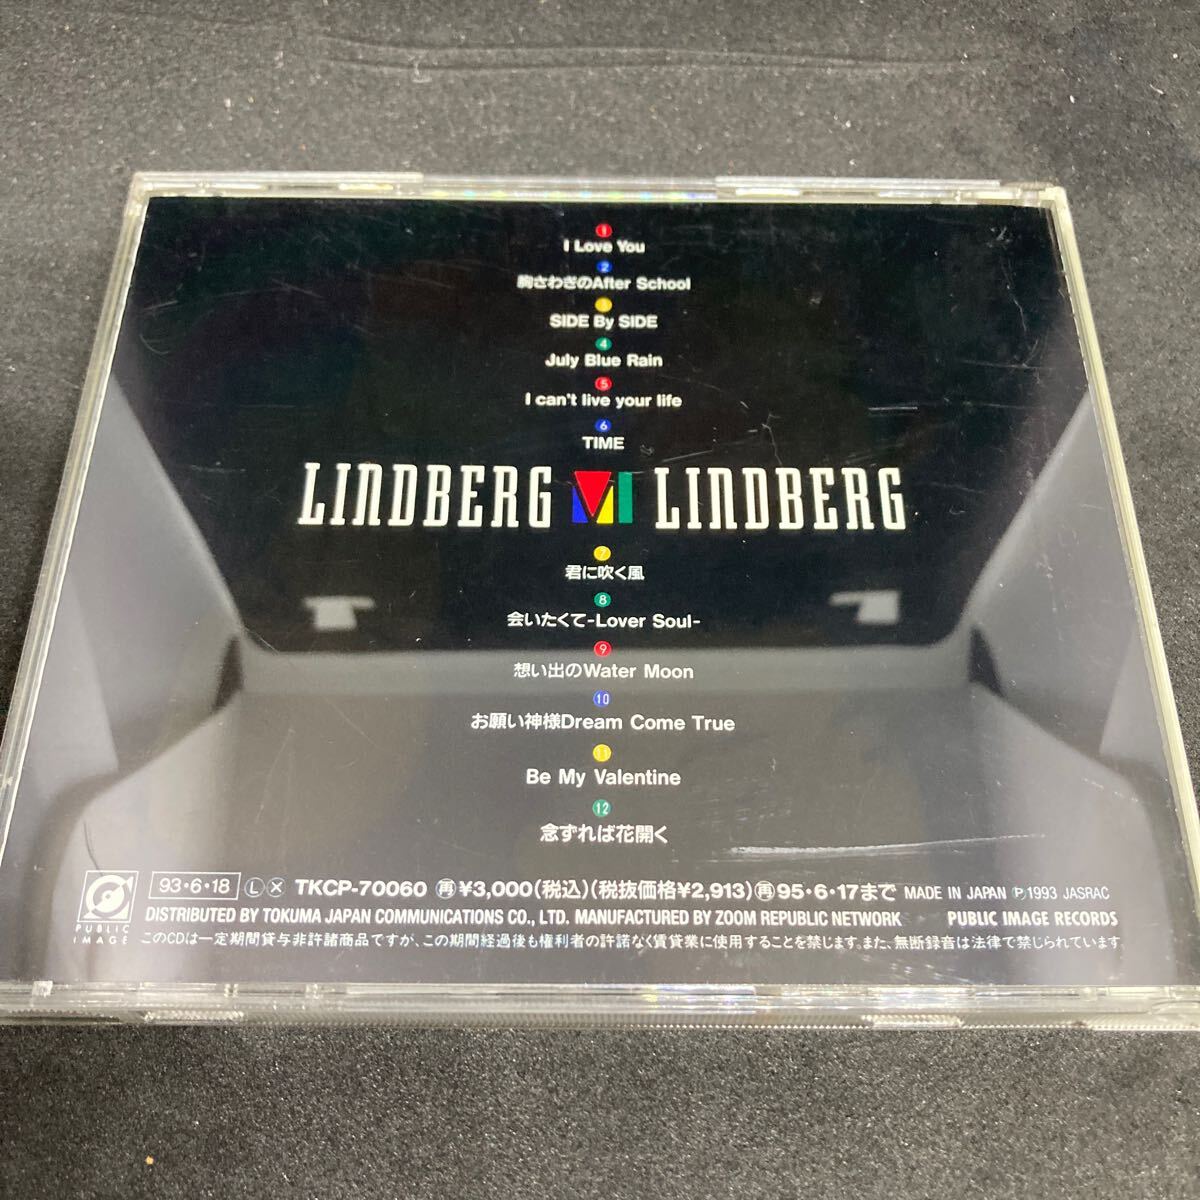 1
I Love You
2
胸さわぎのAfter School
3
SIDE By SIDE
4
July Blue Rain
5
I can't live your life
6
TIME
LINDBERG VI LINDBERG
7
君に吹く風
8
会いたくて-Lover Soul-
9
想い出のWater Moon
10
お願い神様Dream Come True
11
Be My Valentine
12
念ずれば花開く
PUBLIC IMAGE
93・6・18 Ⓛ Ⓧ TKCP-70060 ㊢¥3,000(税込)(税抜価格¥2,913)㊢95・6・17まで MADE IN JAPAN Ⓟ1993 JASRAC
DISTRIBUTED BY TOKUMA JAPAN COMMUNICATIONS CO., LTD. MANUFACTURED BY ZOOM REPUBLIC NETWORK PUBLIC IMAGE RECORDS
このCDは一定期間貸与非許諾商品ですが、この期間経過後も権利者の許諾なく賃貸業に使用することを禁じます。また、無断録音は法律で禁じられています。